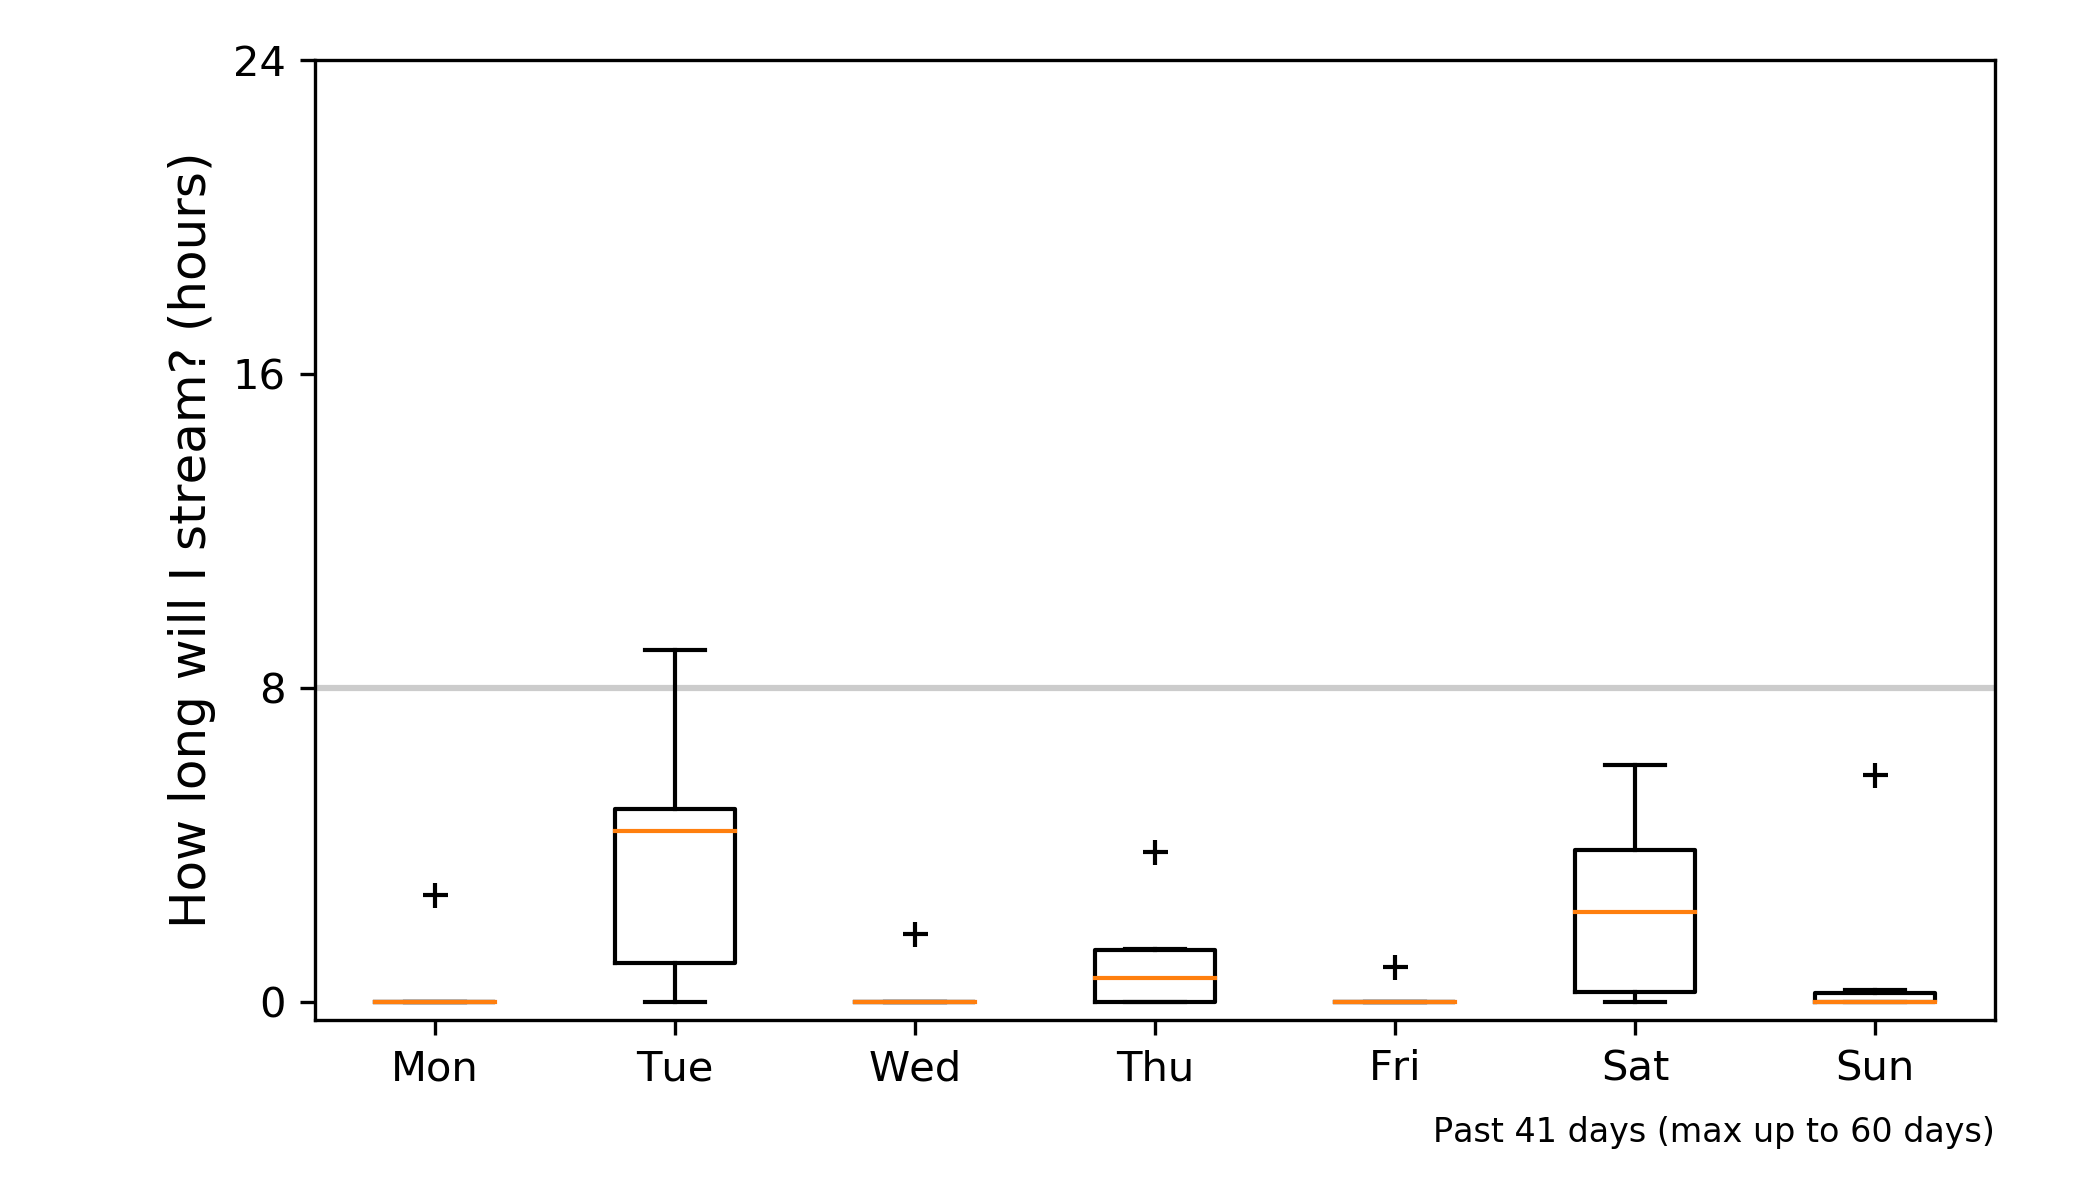 How long will I stream? (hours)
24
16
8
0
Mon Tue Wed Thu Fri Sat Sun
Past 41 days (max up to 60 days)